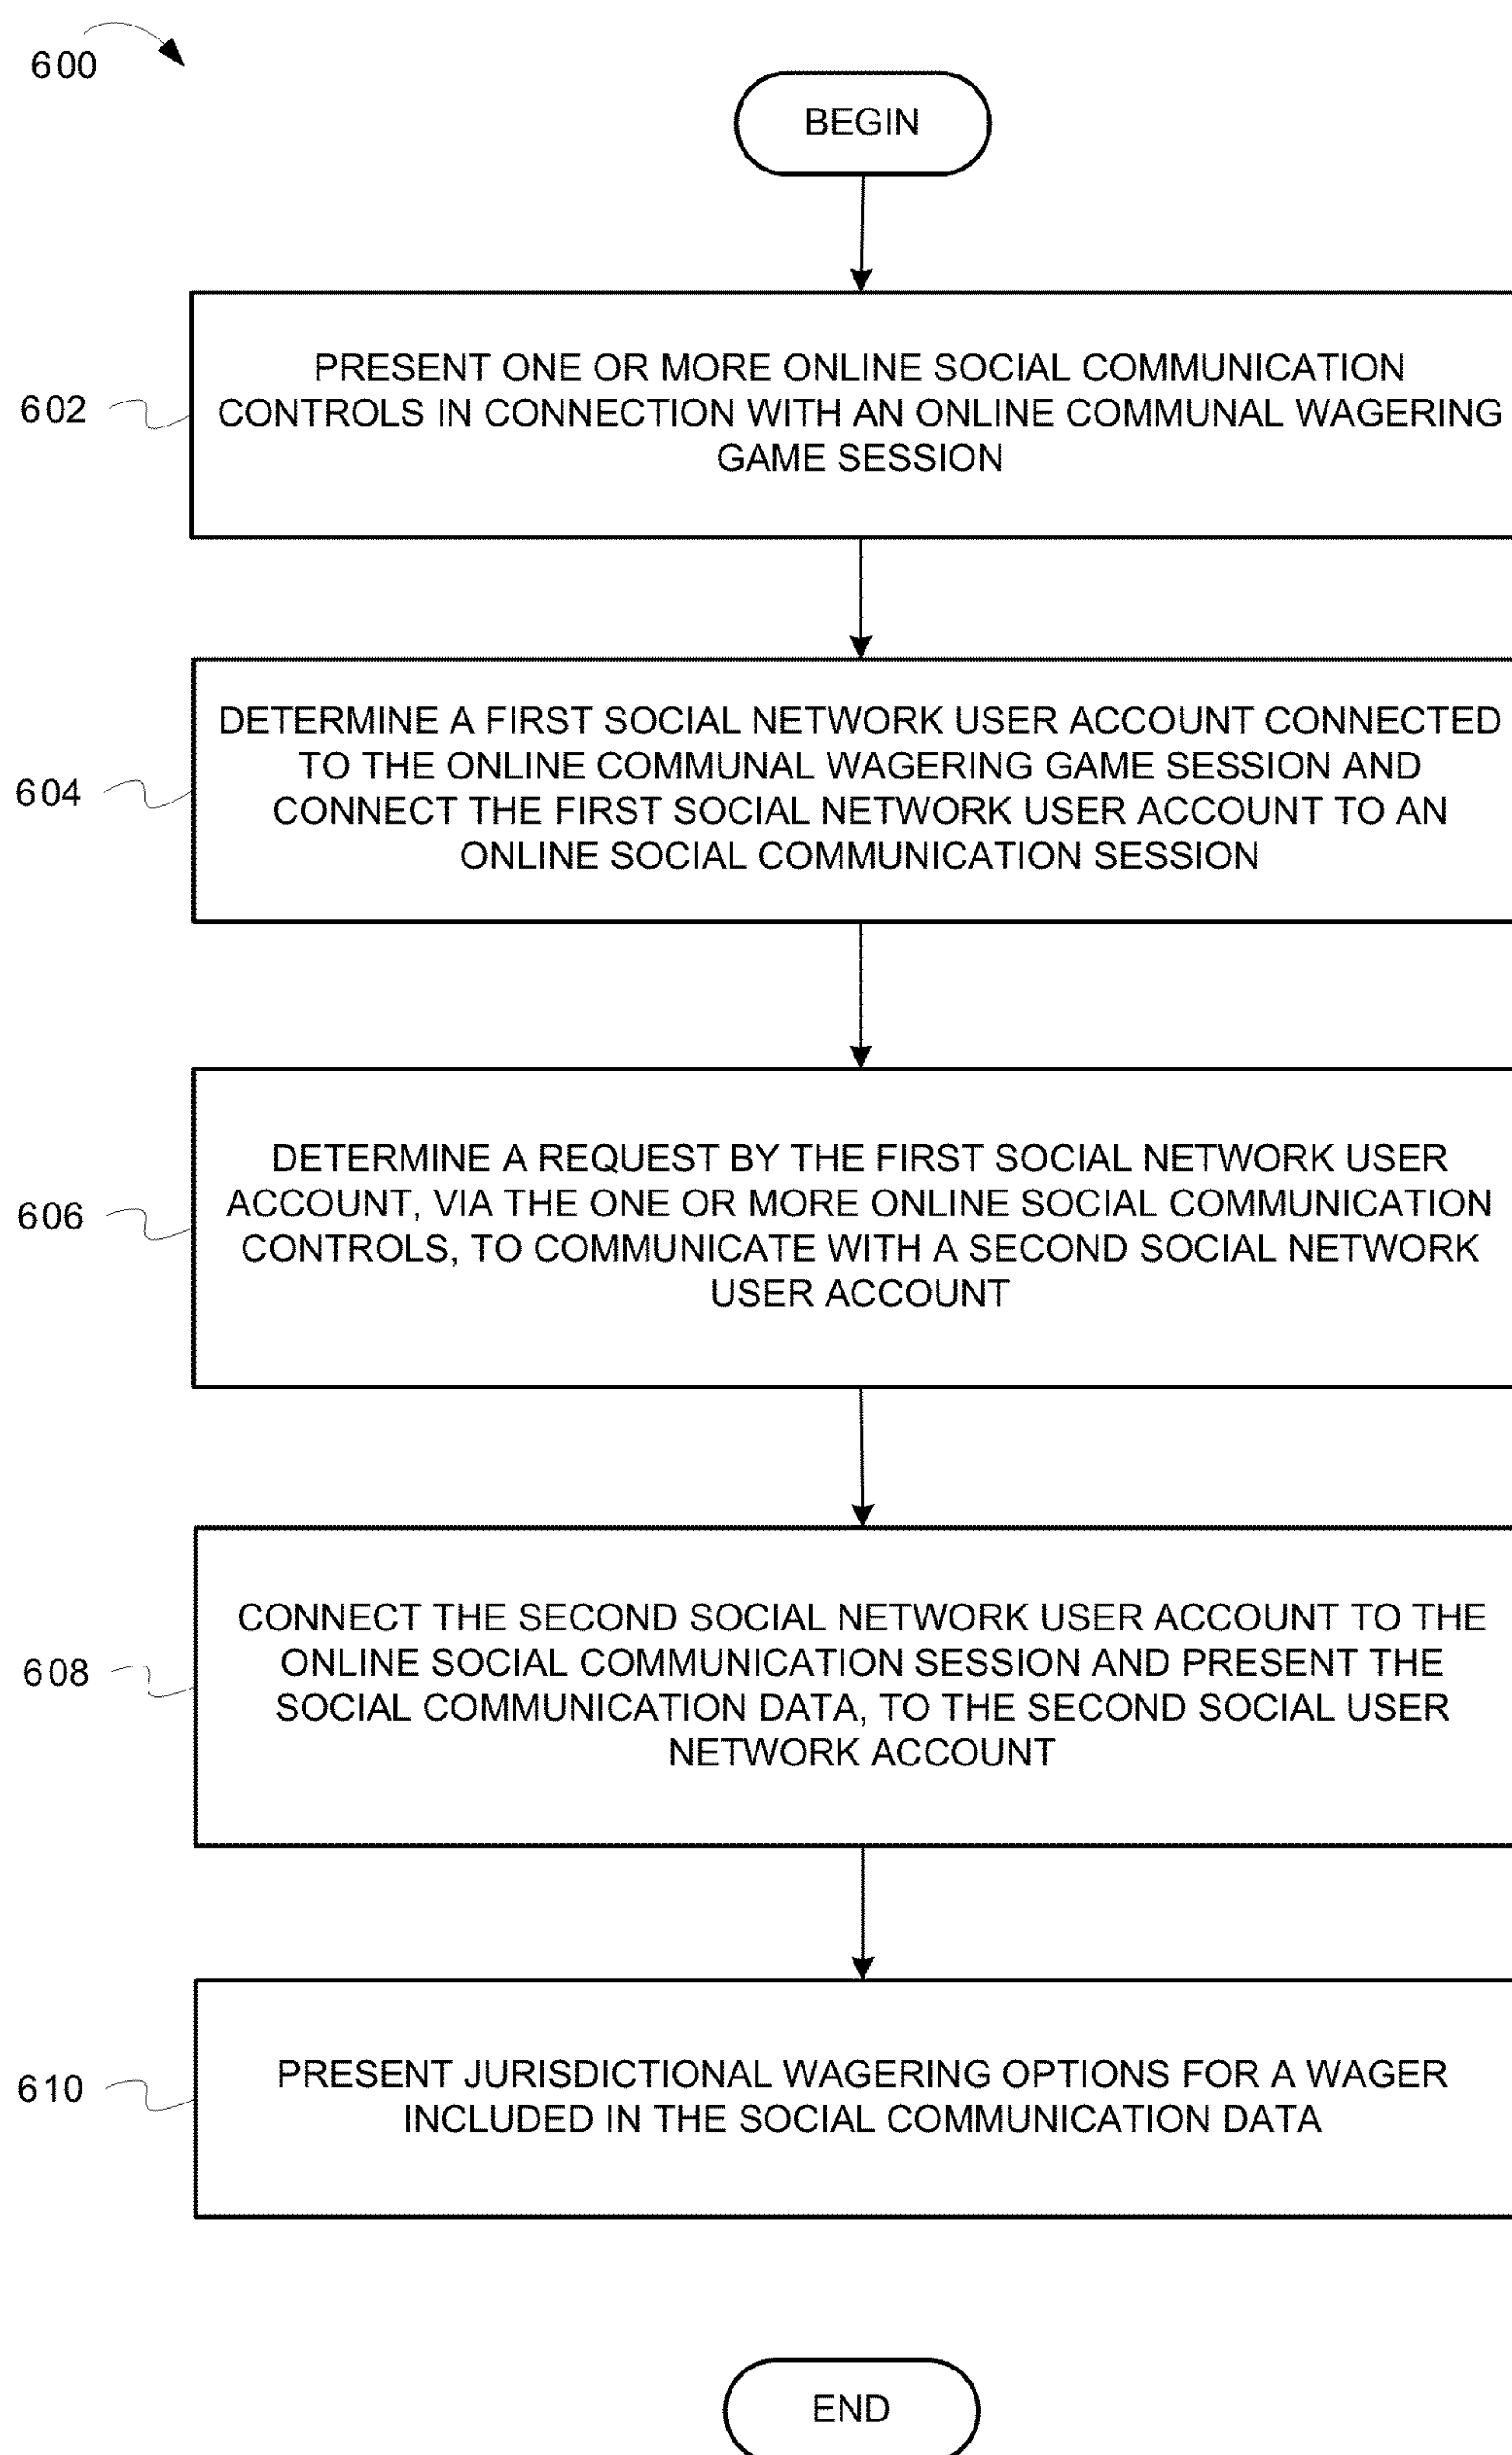 600
BEGIN
602
PRESENT ONE OR MORE ONLINE SOCIAL COMMUNICATION
CONTROLS IN CONNECTION WITH AN ONLINE COMMUNAL WAGERING
GAME SESSION
604
DETERMINE A FIRST SOCIAL NETWORK USER ACCOUNT CONNECTED
TO THE ONLINE COMMUNAL WAGERING GAME SESSION AND
CONNECT THE FIRST SOCIAL NETWORK USER ACCOUNT TO AN
ONLINE SOCIAL COMMUNICATION SESSION
606
DETERMINE A REQUEST BY THE FIRST SOCIAL NETWORK USER
ACCOUNT, VIA THE ONE OR MORE ONLINE SOCIAL COMMUNICATION
CONTROLS, TO COMMUNICATE WITH A SECOND SOCIAL NETWORK
USER ACCOUNT
608
CONNECT THE SECOND SOCIAL NETWORK USER ACCOUNT TO THE
ONLINE SOCIAL COMMUNICATION SESSION AND PRESENT THE
SOCIAL COMMUNICATION DATA, TO THE SECOND SOCIAL USER
NETWORK ACCOUNT
610
PRESENT JURISDICTIONAL WAGERING OPTIONS FOR A WAGER
INCLUDED IN THE SOCIAL COMMUNICATION DATA
END